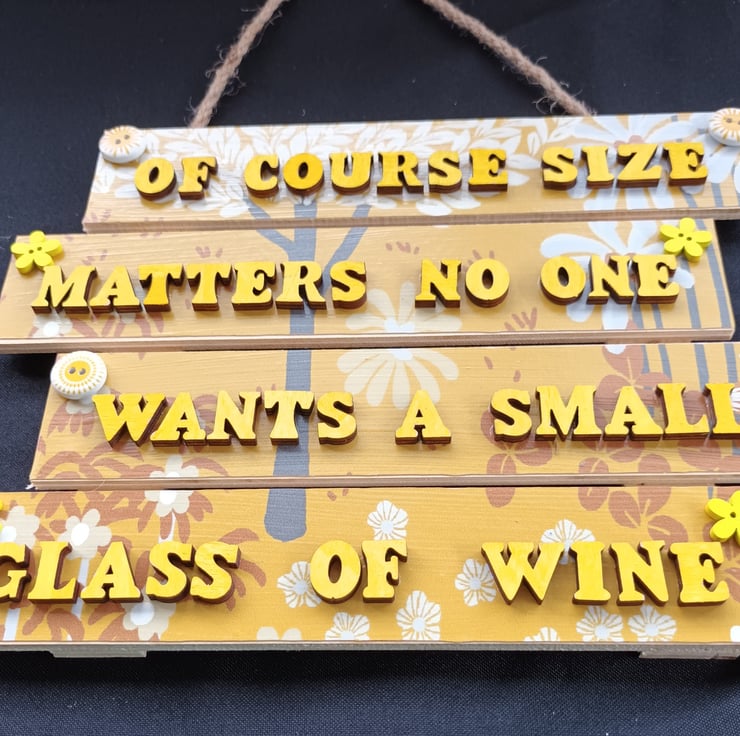 OF COURSE SIZE
MATTERS NO ONE
WANTS A SMALL
GLASS OF WINE